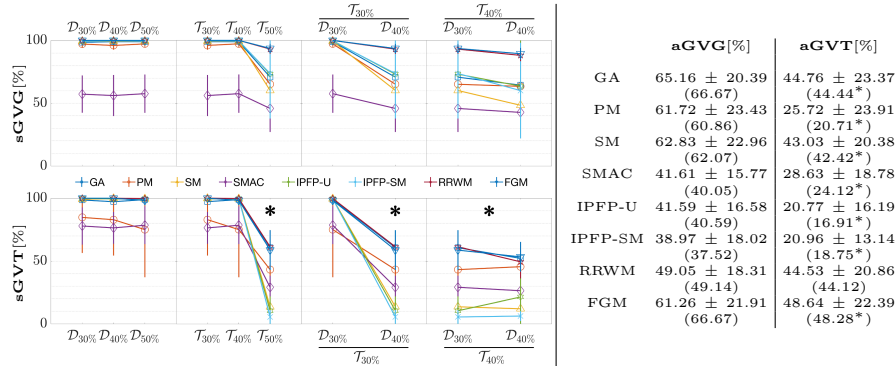 𝒯30% 𝒯40%
𝒟30% 𝒟40% 𝒟50% 𝒯30% 𝒯40% 𝒯50% 𝒟30% 𝒟40% 𝒟30% 𝒟40%
100
50
0
sGVG[%]
GA PM SM SMAC IPFP-U IPFP-SM RRWM FGM
100
50
0
sGVT[%]
* * *
𝒟30% 𝒟40% 𝒟50% 𝒯30% 𝒯40% 𝒯50% 𝒟30% 𝒟40% 𝒟30% 𝒟40%
𝒯30% 𝒯40%
aGVG[%] aGVT[%]
GA 65.16 ± 20.39 44.76 ± 23.37
(66.67) (44.44*)
PM 61.72 ± 23.43 25.72 ± 23.91
(60.86) (20.71*)
SM 62.83 ± 22.96 43.03 ± 20.38
(62.07) (42.42*)
SMAC 41.61 ± 15.77 28.63 ± 18.78
(40.05) (24.12*)
IPFP-U 41.59 ± 16.58 20.77 ± 16.19
(40.59) (16.91*)
IPFP-SM 38.97 ± 18.02 20.96 ± 13.14
(37.52) (18.75*)
RRWM 49.05 ± 18.31 44.53 ± 20.86
(49.14) (44.12)
FGM 61.26 ± 21.91 48.64 ± 22.39
(66.67) (48.28*)